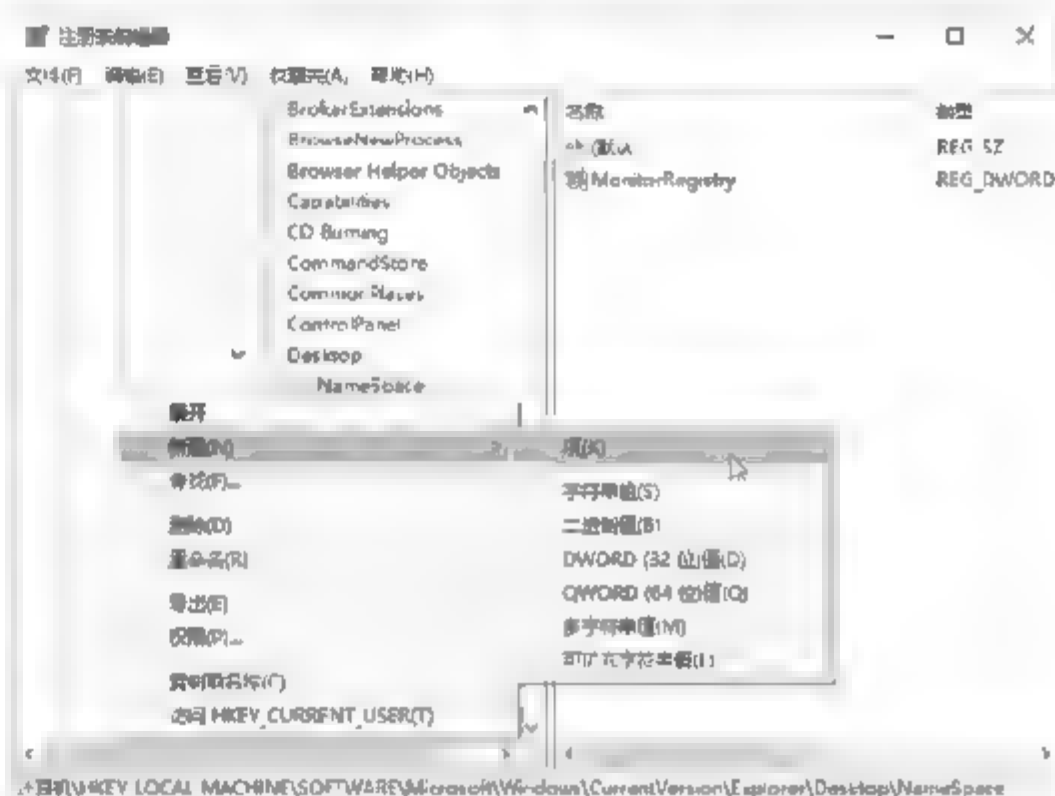 注册表编辑器
文件(F) 编辑(E) 查看(V) 收藏夹(A) 帮助(H)
BrokerExtensions
BrowseNewProcess
Browser Helper Objects
Capabilities
CD Burning
CommandStore
Common Places
ControlPanel
Desktop
NameSpace
名称 类型
(默认 REG_SZ
MonitorRegistry REG_DWORD
展开
新建(N)
查找(F)...
删除(D)
重命名(R)
导出(E)
权限(P)...
复制项名称(C)
访问 HKEY_CURRENT_USER(T)
项(K)
字符串值(S)
二进制值(B)
DWORD (32 位)值(D)
QWORD (64 位)值(Q)
多字符串值(M)
可扩充字符串值(E)
计算机\HKEY_LOCAL_MACHINE\SOFTWARE\Microsoft\Windows\CurrentVersion\Explorer\Desktop\NameSpace